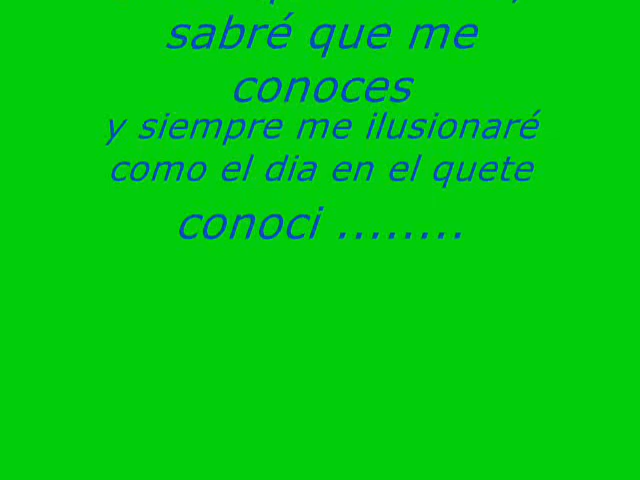 sabré que me
conoces
y siempre me ilusionaré
como el dia en el quete
conoci ........